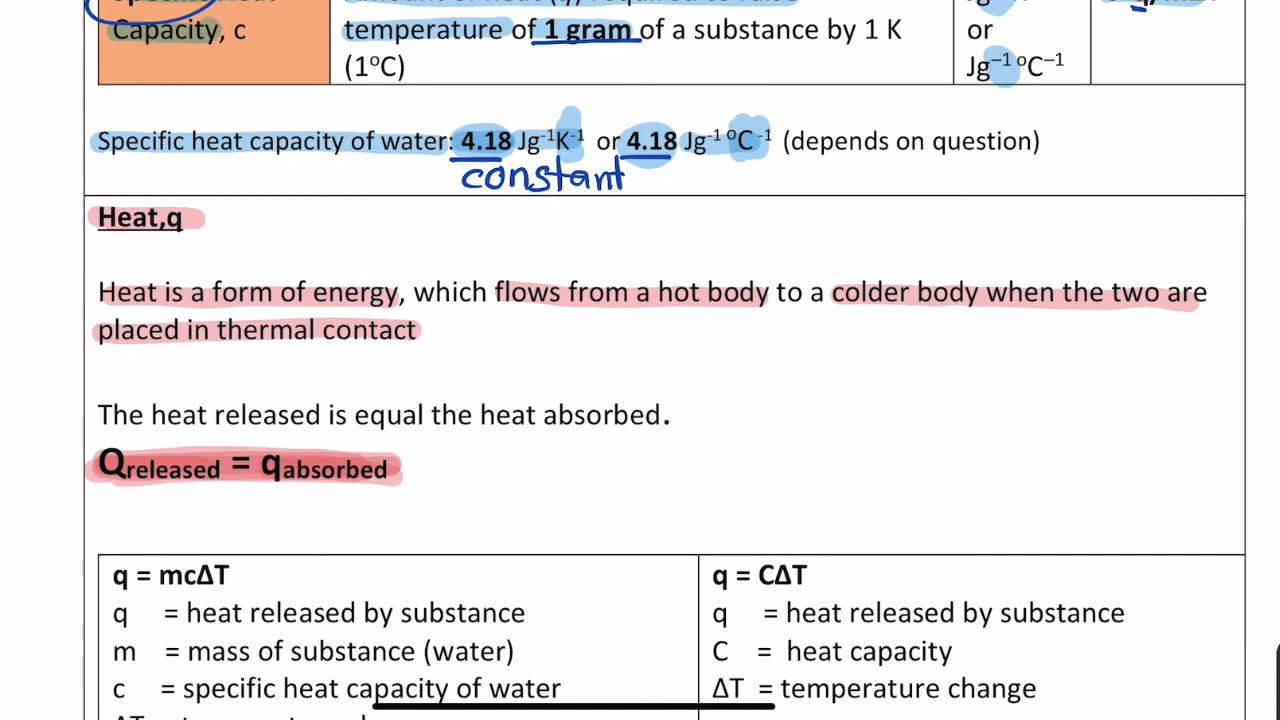 Capacity, c
temperature of 1 gram of a substance by 1 K
(1°C)
or
Jg⁻¹ °C⁻¹
Specific heat capacity of water: 4.18 Jg⁻¹K⁻¹ or 4.18 Jg⁻¹ °C⁻¹ (depends on question)
constant
Heat,q
Heat is a form of energy, which flows from a hot body to a colder body when the two are
placed in thermal contact
The heat released is equal the heat absorbed.
Qreleased = qabsorbed
q = mcΔT
q = heat released by substance
m = mass of substance (water)
c = specific heat capacity of water
q = CΔT
q = heat released by substance
C = heat capacity
ΔT = temperature change